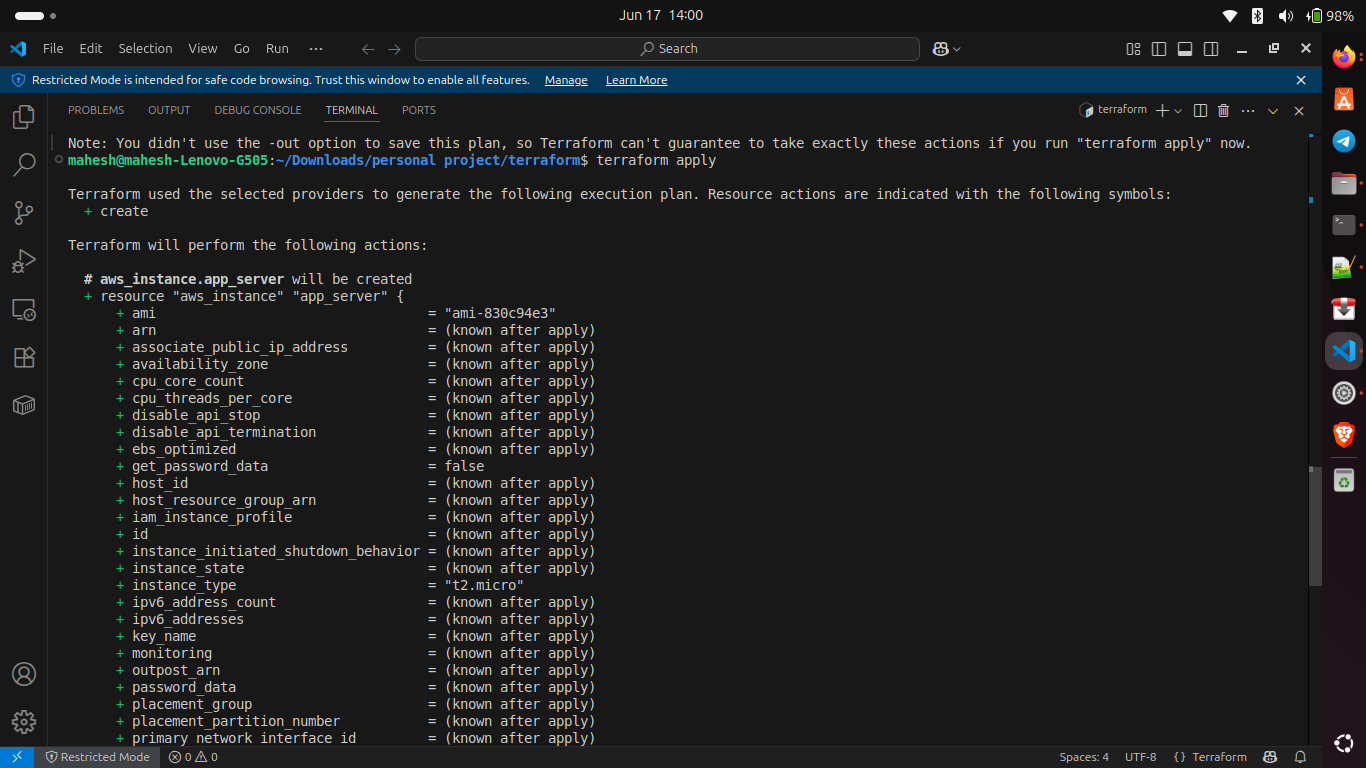 Jun 17 14:00
98%
File Edit Selection View Go Run ··· Search
Restricted Mode is intended for safe code browsing. Trust this window to enable all features. Manage Learn More
PROBLEMS OUTPUT DEBUG CONSOLE TERMINAL PORTS terraform
Note: You didn't use the -out option to save this plan, so Terraform can't guarantee to take exactly these actions if you run "terraform apply" now.
mahesh@mahesh-Lenovo-G505:~/Downloads/personal project/terraform$ terraform apply
Terraform used the selected providers to generate the following execution plan. Resource actions are indicated with the following symbols:
+ create
Terraform will perform the following actions:
# aws_instance.app_server will be created
+ resource "aws_instance" "app_server" {
+ ami = "ami-830c94e3"
+ arn = (known after apply)
+ associate_public_ip_address = (known after apply)
+ availability_zone = (known after apply)
+ cpu_core_count = (known after apply)
+ cpu_threads_per_core = (known after apply)
+ disable_api_stop = (known after apply)
+ disable_api_termination = (known after apply)
+ ebs_optimized = (known after apply)
+ get_password_data = false
+ host_id = (known after apply)
+ host_resource_group_arn = (known after apply)
+ iam_instance_profile = (known after apply)
+ id = (known after apply)
+ instance_initiated_shutdown_behavior = (known after apply)
+ instance_state = (known after apply)
+ instance_type = "t2.micro"
+ ipv6_address_count = (known after apply)
+ ipv6_addresses = (known after apply)
+ key_name = (known after apply)
+ monitoring = (known after apply)
+ outpost_arn = (known after apply)
+ password_data = (known after apply)
+ placement_group = (known after apply)
+ placement_partition_number = (known after apply)
+ primary_network_interface_id = (known after apply)
Restricted Mode 0 0 Spaces: 4 UTF-8 {} Terraform